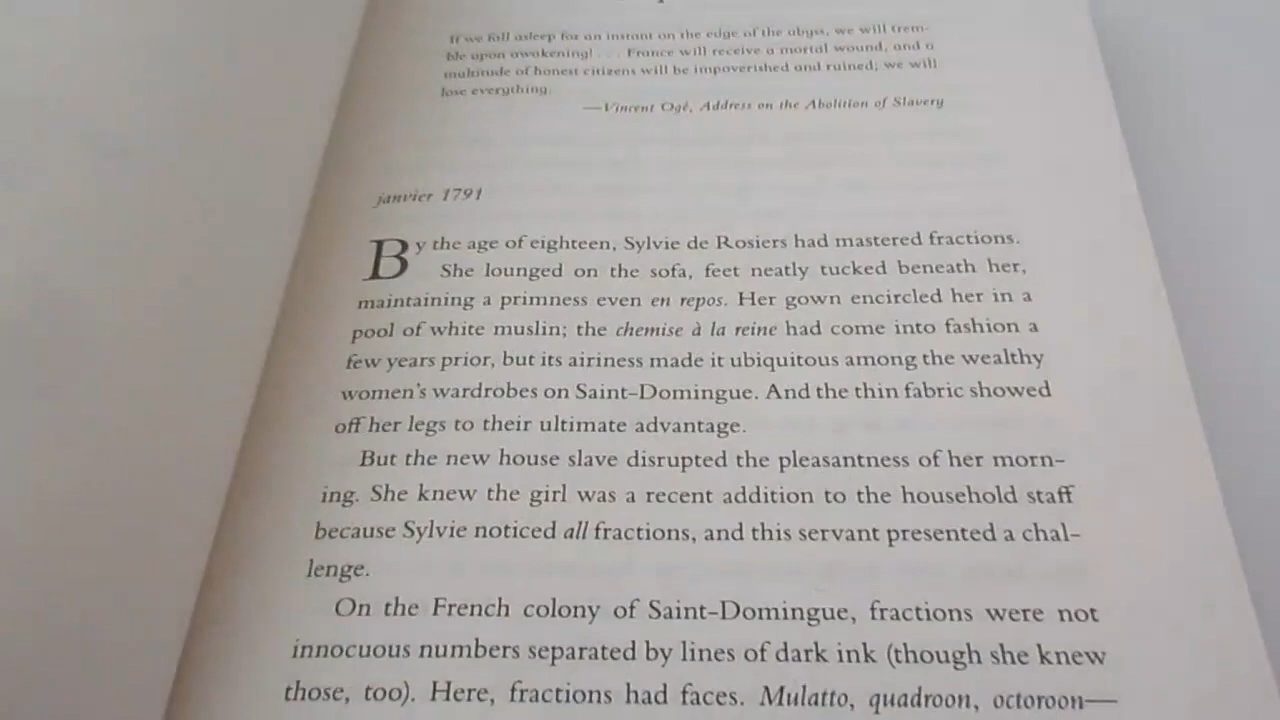 If we fall asleep for an instant on the edge of the abyss, we will trem-
ble upon awakening! . . . France will receive a mortal wound, and a
multitude of honest citizens will be impoverished and ruined; we will
lose everything.
—Vincent Ogé, Address on the Abolition of Slavery
janvier 1791
By the age of eighteen, Sylvie de Rosiers had mastered fractions.
She lounged on the sofa, feet neatly tucked beneath her,
maintaining a primness even en repos. Her gown encircled her in a
pool of white muslin; the chemise à la reine had come into fashion a
few years prior, but its airiness made it ubiquitous among the wealthy
women's wardrobes on Saint-Domingue. And the thin fabric showed
off her legs to their ultimate advantage.
But the new house slave disrupted the pleasantness of her morn-
ing. She knew the girl was a recent addition to the household staff
because Sylvie noticed all fractions, and this servant presented a chal-
lenge.
On the French colony of Saint-Domingue, fractions were not
innocuous numbers separated by lines of dark ink (though she knew
those, too). Here, fractions had faces. Mulatto, quadroon, octoroon—